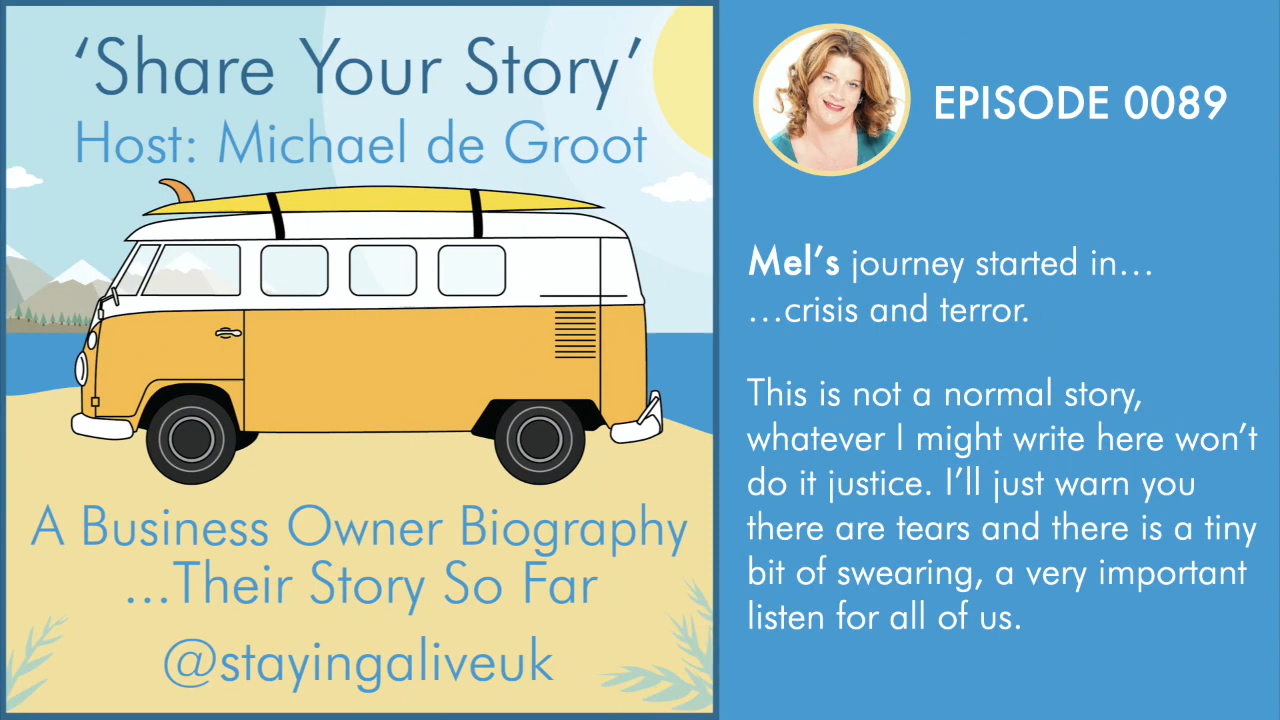 ‘Share Your Story’
Host: Michael de Groot
A Business Owner Biography
...Their Story So Far
@stayingaliveuk
EPISODE 0089
Mel’s journey started in...
...crisis and terror.
This is not a normal story,
whatever I might write here won’t
do it justice. I’ll just warn you
there are tears and there is a tiny
bit of swearing, a very important
listen for all of us.